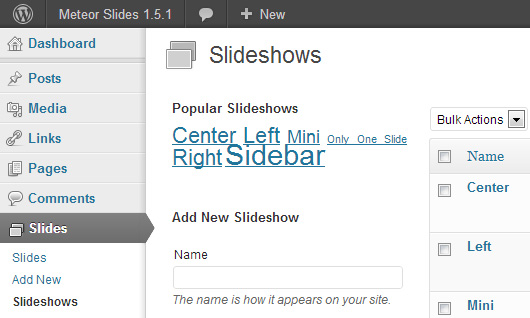 Meteor Slides 1.5.1 + New
Dashboard
Posts
Media
Links
Pages
Comments
Slides
Slides
Add New
Slideshows
Slideshows
Popular Slideshows
Center Left Mini Only One Slide
Right Sidebar
Add New Slideshow
Name
The name is how it appears on your site.
Bulk Actions
Name
Center
Left
Mini